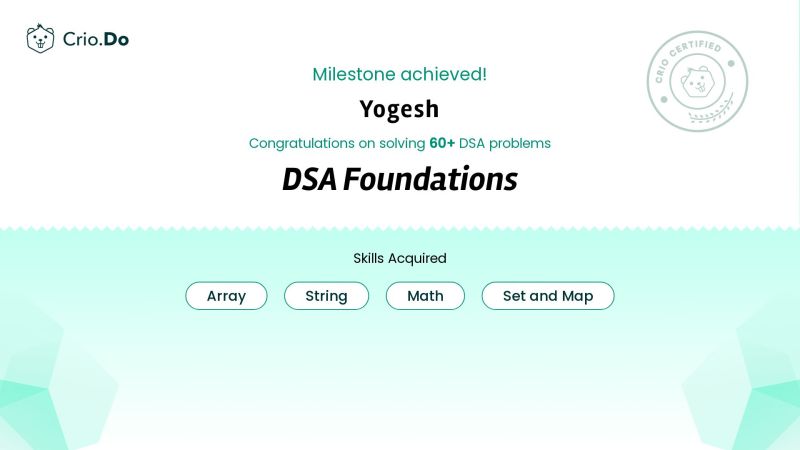 Crio.Do
CRIO CERTIFIED
Milestone achieved!
Yogesh
Congratulations on solving 60+ DSA problems
DSA Foundations
Skills Acquired
Array
String
Math
Set and Map